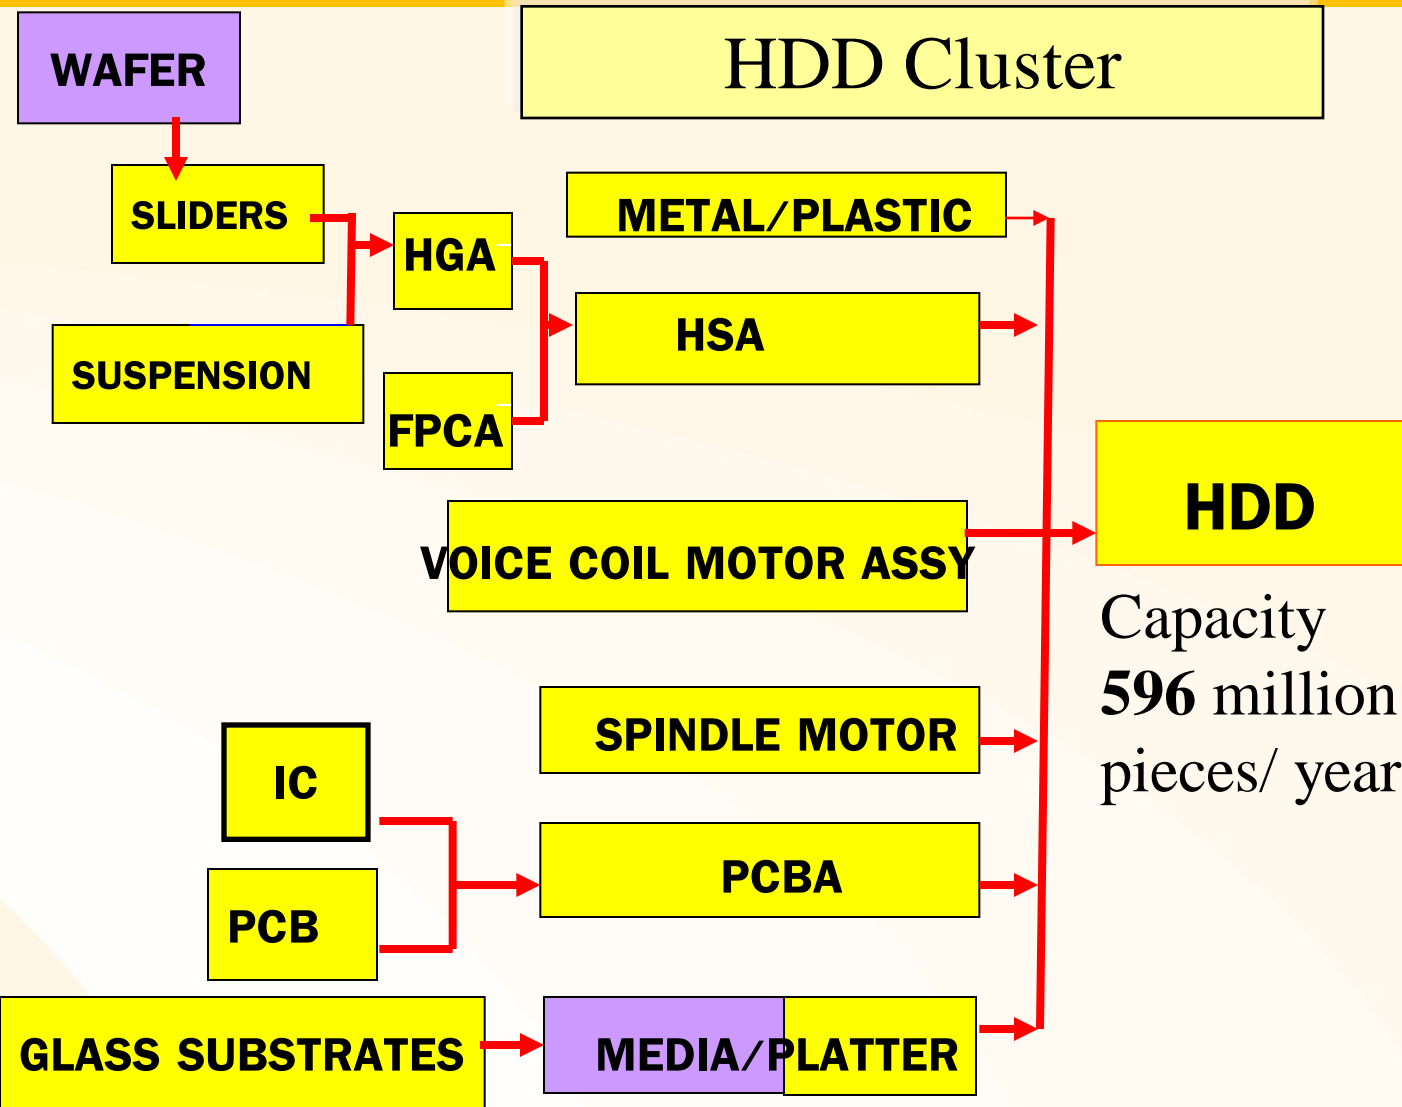 WAFER
HDD Cluster
SLIDERS
METAL/PLASTIC
HGA
HSA
SUSPENSION
FPCA
HDD
VOICE COIL MOTOR ASSY
Capacity
596 million
pieces/ year
SPINDLE MOTOR
IC
PCBA
PCB
GLASS SUBSTRATES
MEDIA/PLATTER